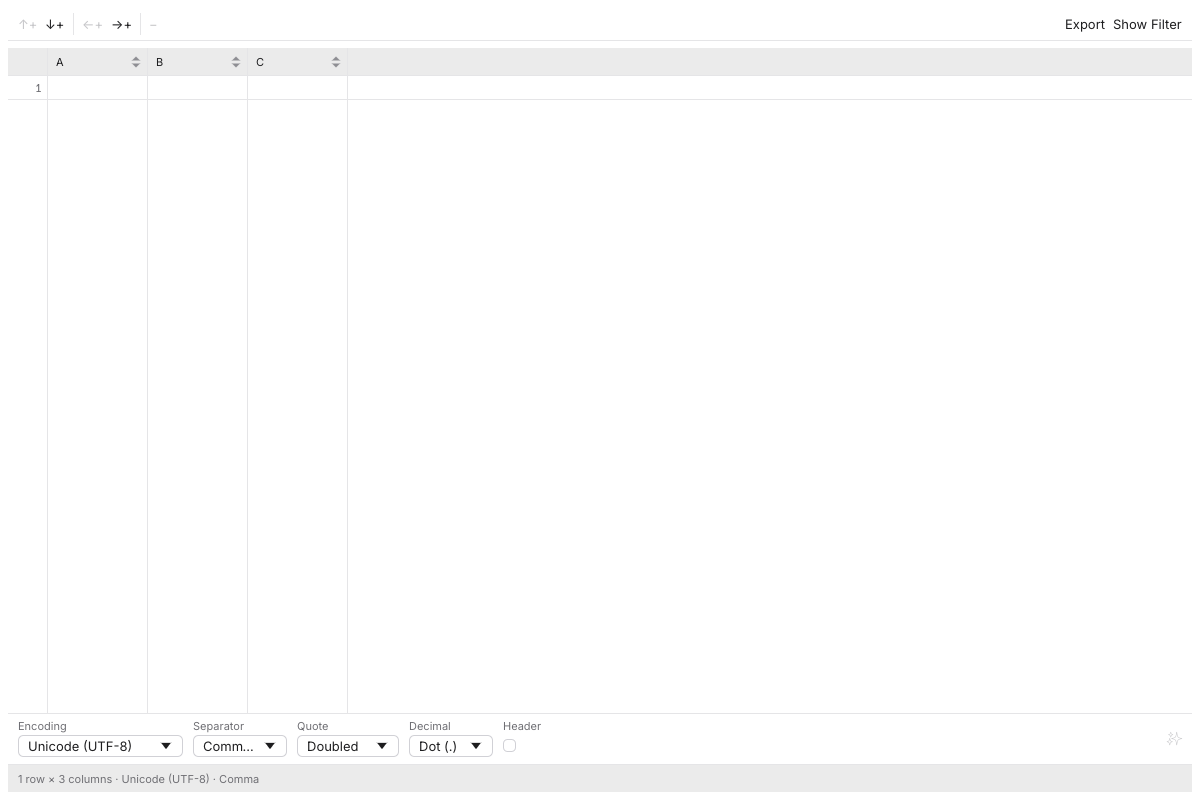 ↑+ ↓+ ←+ →+ − Export Show Filter
A B C
1
Encoding Separator Quote Decimal Header
Unicode (UTF-8) Comm... Doubled Dot (.)
1 row × 3 columns · Unicode (UTF-8) · Comma